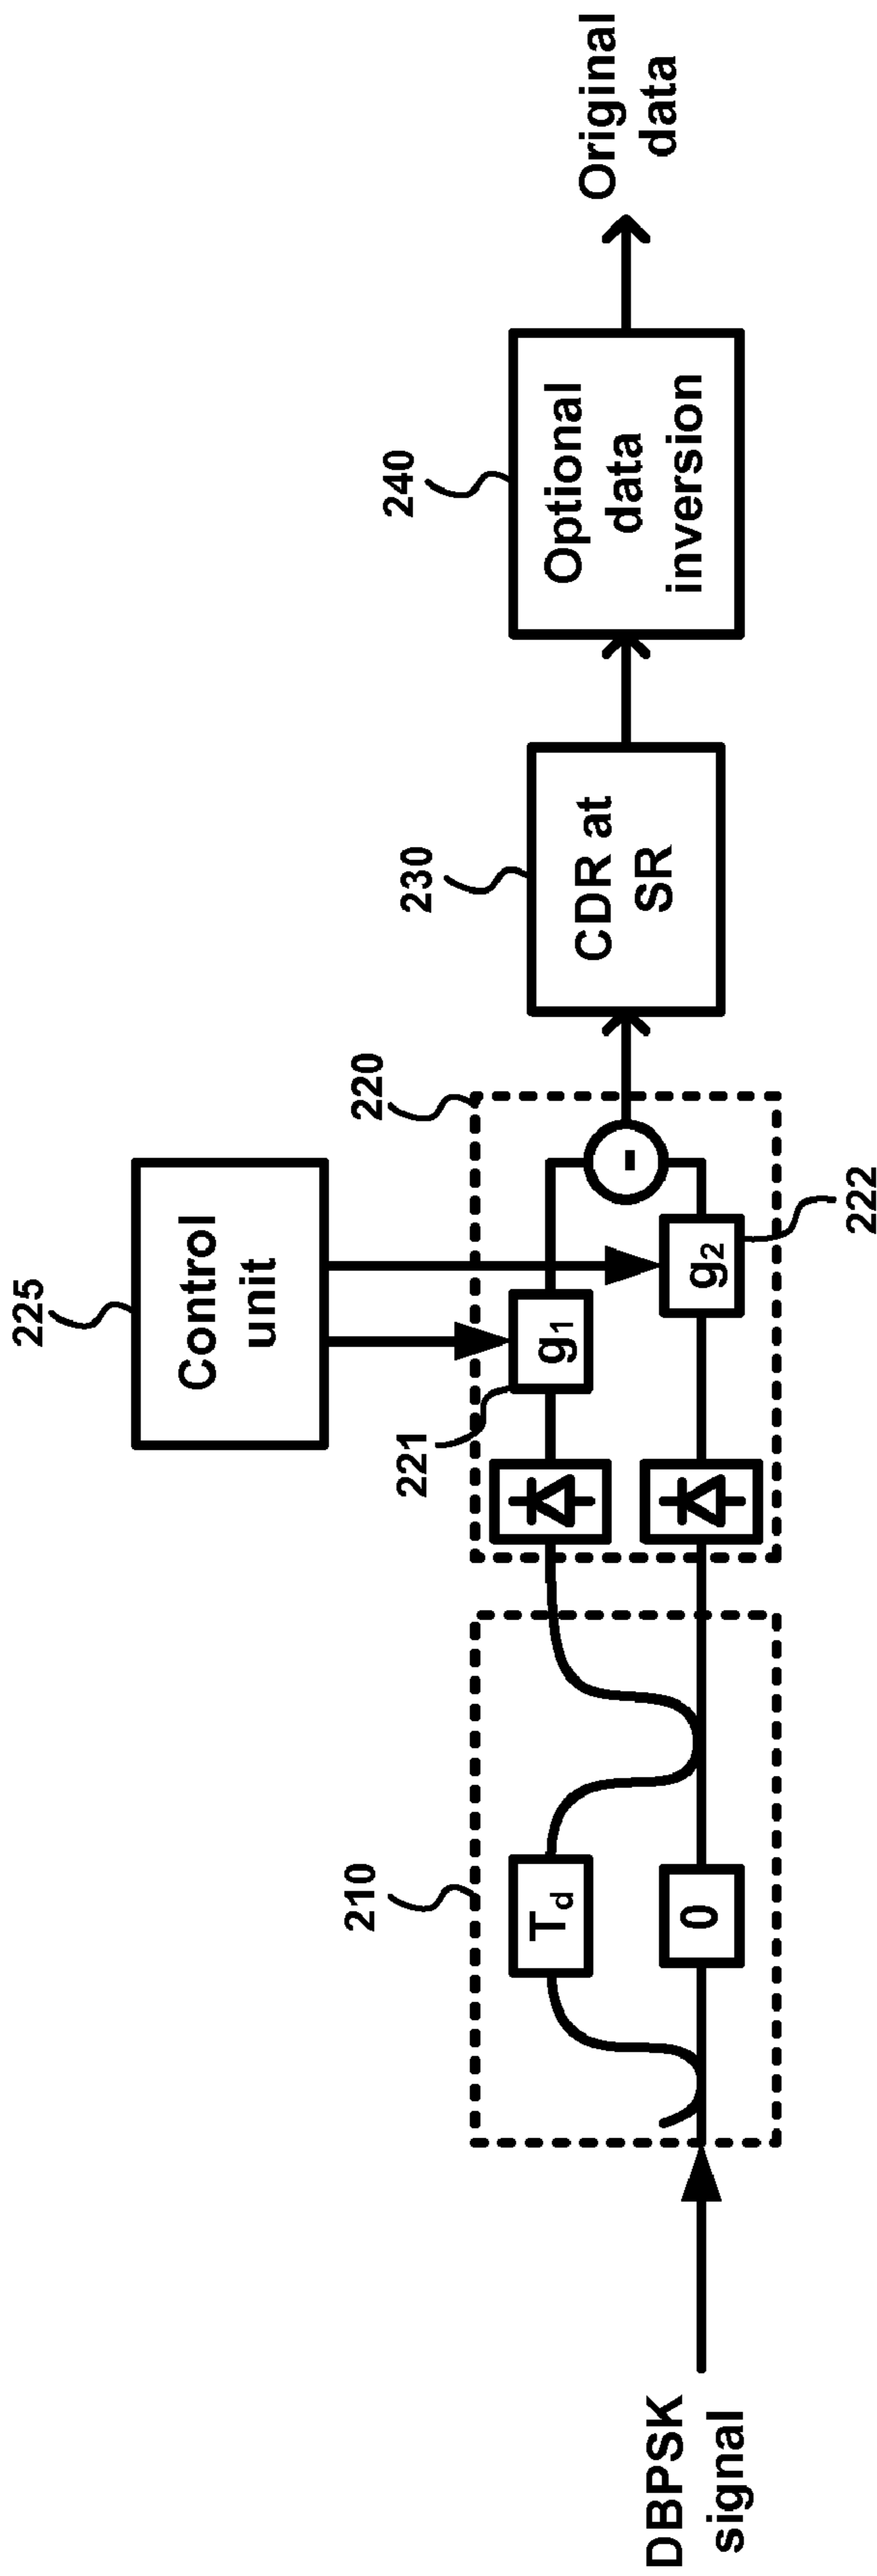 DBPSK
signal
210
T_d
0
225
Control
unit
221
g₁
g₂
222
220
-
230
CDR at
SR
240
Optional
data
inversion
Original
data